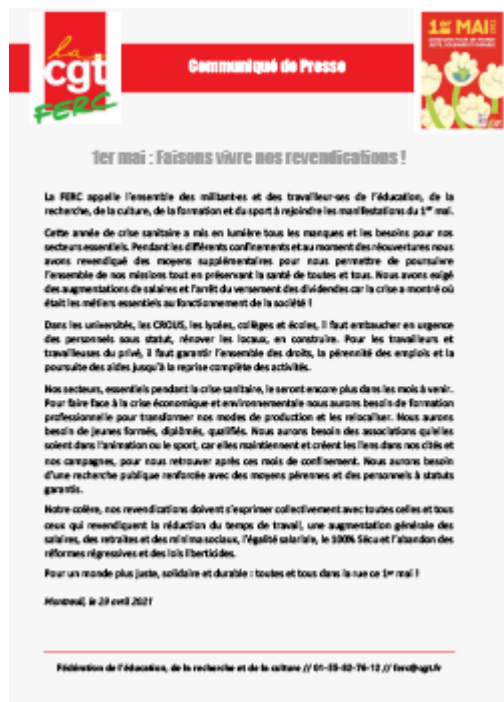 la
cgt
FERC
Communiqué de Presse
1ER MAI
1er mai : Faisons vivre nos revendications !
La FERC appelle l'ensemble des militant·es et des travailleur·ses de l'éducation, de la
recherche, de la culture, de la formation et du sport à rejoindre les manifestations du 1er mai.
Cette année de crise sanitaire a mis en lumière tous les manques et les besoins pour nos
secteurs essentiels. Pendant les différents confinements et au moment des réouvertures nous
avons revendiqué des moyens supplémentaires pour nous permettre de poursuivre
l'ensemble de nos missions tout en préservant la santé de toutes et tous. Nous avons exigé
des augmentations de salaires et l'arrêt du versement des dividendes car la crise a montré où
était les métiers essentiels au fonctionnement de la société !
Dans les universités, les CROUS, les lycées, collèges et écoles, il faut embaucher en urgence
des personnels sous statut, rénover les locaux, en construire. Pour les travailleurs et
travailleuses du privé, il faut garantir l'ensemble des droits, la pérennité des emplois et la
poursuite des aides jusqu'à la reprise complète des activités.
Nos secteurs, essentiels pendant la crise sanitaire, le seront encore plus dans les mois à venir.
Pour faire face à la crise économique et environnementale nous aurons besoin de formation
professionnelle pour transformer nos modes de production et les relocaliser. Nous aurons
besoin de jeunes formés, diplômés, qualifiés. Nous aurons besoin des associations qu'elles
soient dans l'animation ou le sport, car elles maintiennent et créent les liens dans nos cités et
nos campagnes, pour nous retrouver après ces mois de confinement. Nous aurons besoin
d'une recherche publique renforcée avec des moyens pérennes et des personnels à statuts
garantis.
Notre colère, nos revendications doivent s'exprimer collectivement avec toutes celles et tous
ceux qui revendiquent la réduction du temps de travail, une augmentation générale des
salaires, des retraites et des minima sociaux, l'égalité salariale, le 100% Sécu et l'abandon des
réformes régressives et des lois liberticides.
Pour un monde plus juste, solidaire et durable : toutes et tous dans la rue ce 1er mai !
Montreuil, le 29 avril 2021
Fédération de l'éducation, de la recherche et de la culture // 01-55-82-76-12 // ferc@cgt.fr